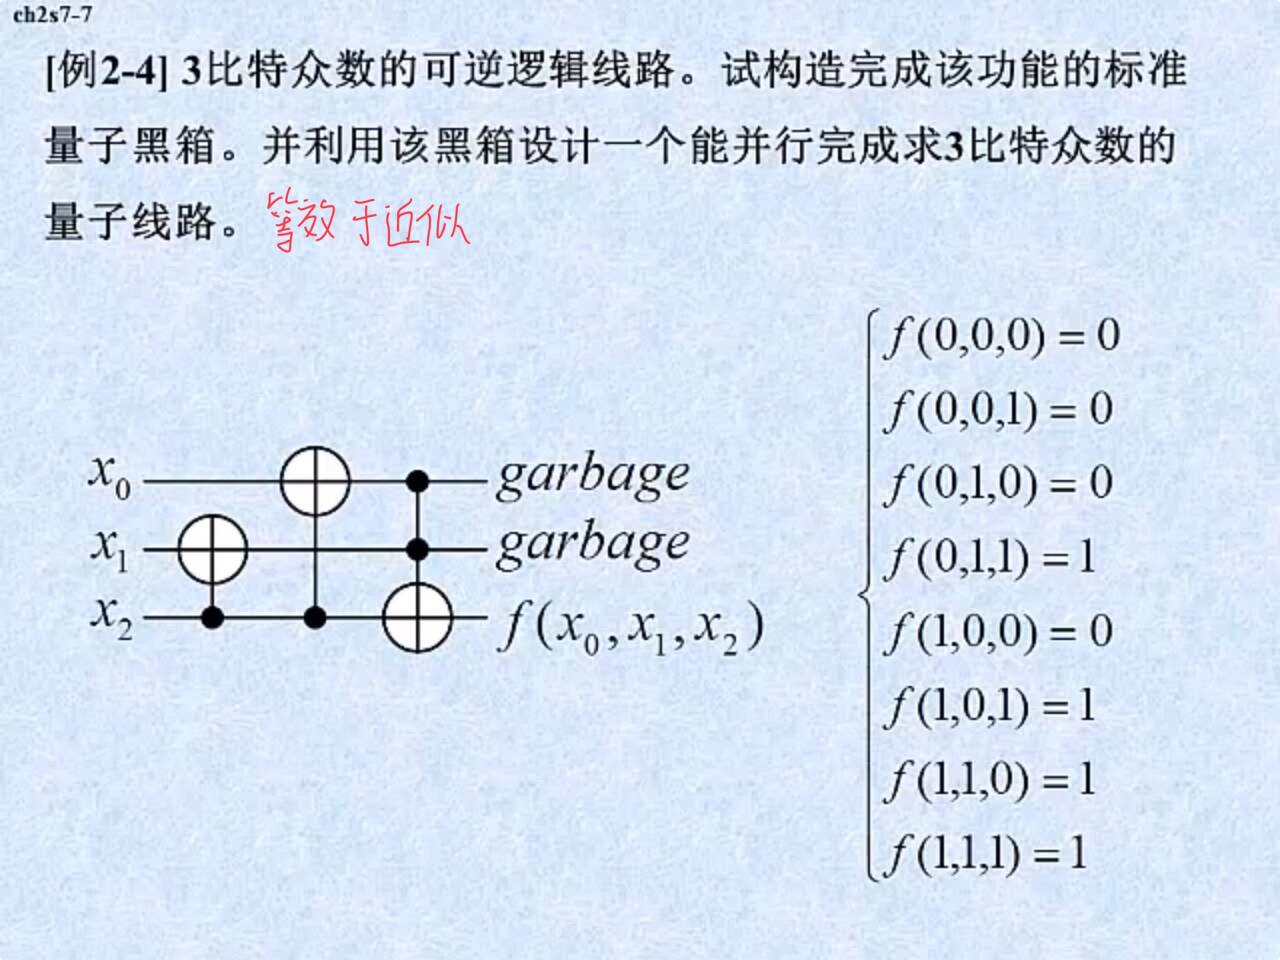 ch2s7-7
[例2-4] 3比特众数的可逆逻辑线路。试构造完成该功能的标准
量子黑箱。并利用该黑箱设计一个能并行完成求3比特众数的
量子线路。 等效于近似
x₀ garbage
x₁ garbage
x₂ f(x₀,x₁,x₂)
f(0,0,0) = 0
f(0,0,1) = 0
f(0,1,0) = 0
f(0,1,1) = 1
f(1,0,0) = 0
f(1,0,1) = 1
f(1,1,0) = 1
f(1,1,1) = 1